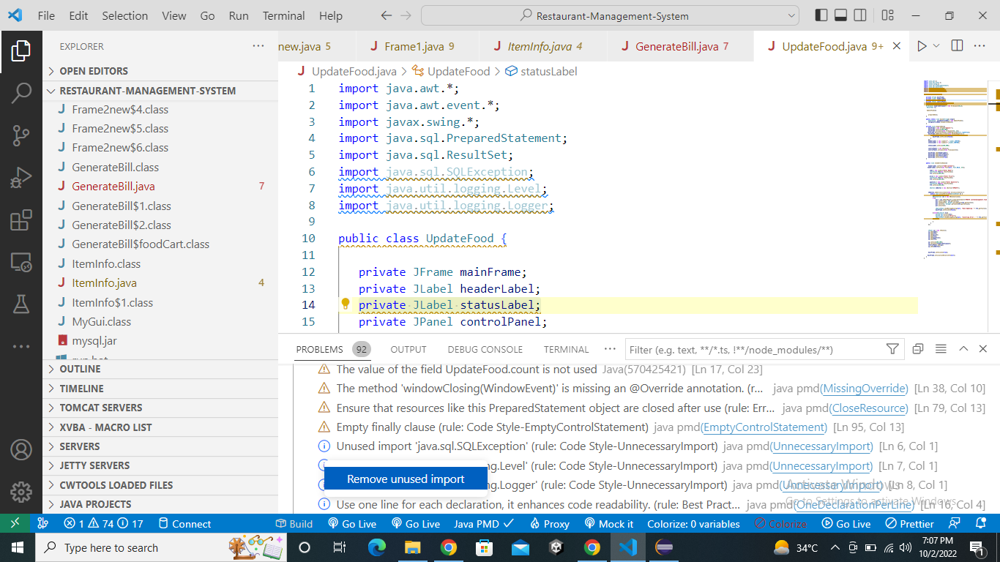 File Edit Selection View Go Run Terminal Help
Restaurant-Management-System
EXPLORER
new.java 5
Frame1.java 9
ItemInfo.java 4
GenerateBill.java 7
UpdateFood.java 9+
OPEN EDITORS
RESTAURANT-MANAGEMENT-SYSTEM
Frame2new$4.class
Frame2new$5.class
Frame2new$6.class
GenerateBill.class
GenerateBill.java 7
GenerateBill$1.class
GenerateBill$2.class
GenerateBill$foodCart.class
ItemInfo.class
ItemInfo.java 4
ItemInfo$1.class
MyGui.class
mysql.jar
OUTLINE
TIMELINE
TOMCAT SERVERS
XVBA - MACRO LIST
SERVERS
JETTY SERVERS
CWTOOLS LOADED FILES
JAVA PROJECTS
UpdateFood.java > UpdateFood > statusLabel
1 import java.awt.*;
2 import java.awt.event.*;
3 import javax.swing.*;
4 import java.sql.PreparedStatement;
5 import java.sql.ResultSet;
6 import java.sql.SQLException;
7 import java.util.logging.Level;
8 import java.util.logging.Logger;
9
10 public class UpdateFood {
11
12 private JFrame mainFrame;
13 private JLabel headerLabel;
14 private JLabel statusLabel;
15 private JPanel controlPanel;
PROBLEMS 92 OUTPUT DEBUG CONSOLE TERMINAL ··· Filter (e.g. text, **/*.ts, !**/node_modules/**)
The value of the field UpdateFood.count is not used Java(570425421) [Ln 17, Col 23]
The method 'windowClosing(WindowEvent)' is missing an @Override annotation. (r... java pmd(MissingOverride) [Ln 38, Col 10]
Ensure that resources like this PreparedStatement object are closed after use (rule: Err... java pmd(CloseResource) [Ln 79, Col 13]
Empty finally clause (rule: Code Style-EmptyControlStatement) java pmd(EmptyControlStatement) [Ln 95, Col 13]
Unused import 'java.sql.SQLException' (rule: Code Style-UnnecessaryImport) java pmd(UnnecessaryImport) [Ln 6, Col 1]
ng.Level' (rule: Code Style-UnnecessaryImport) java pmd(UnnecessaryImport) [Ln 7, Col 1]
Remove unused import
ng.Logger' (rule: Code Style-UnnecessaryImport) java pmd(UnnecessaryImport) [Ln 8, Col 1]
Activate Windows
Use one line for each declaration, it enhances code readability. (rule: Best Pract... java pmd(OneDeclarationPerLine) [Ln 16, Col 4]
Go to Settings to activate Windows.
1 74 17 Connect Build Go Live Go Live Java PMD Proxy Mock it Colorize: 0 variables Colorize Go Live Prettier
Type here to search
34°C
7:07 PM
10/2/2022
1